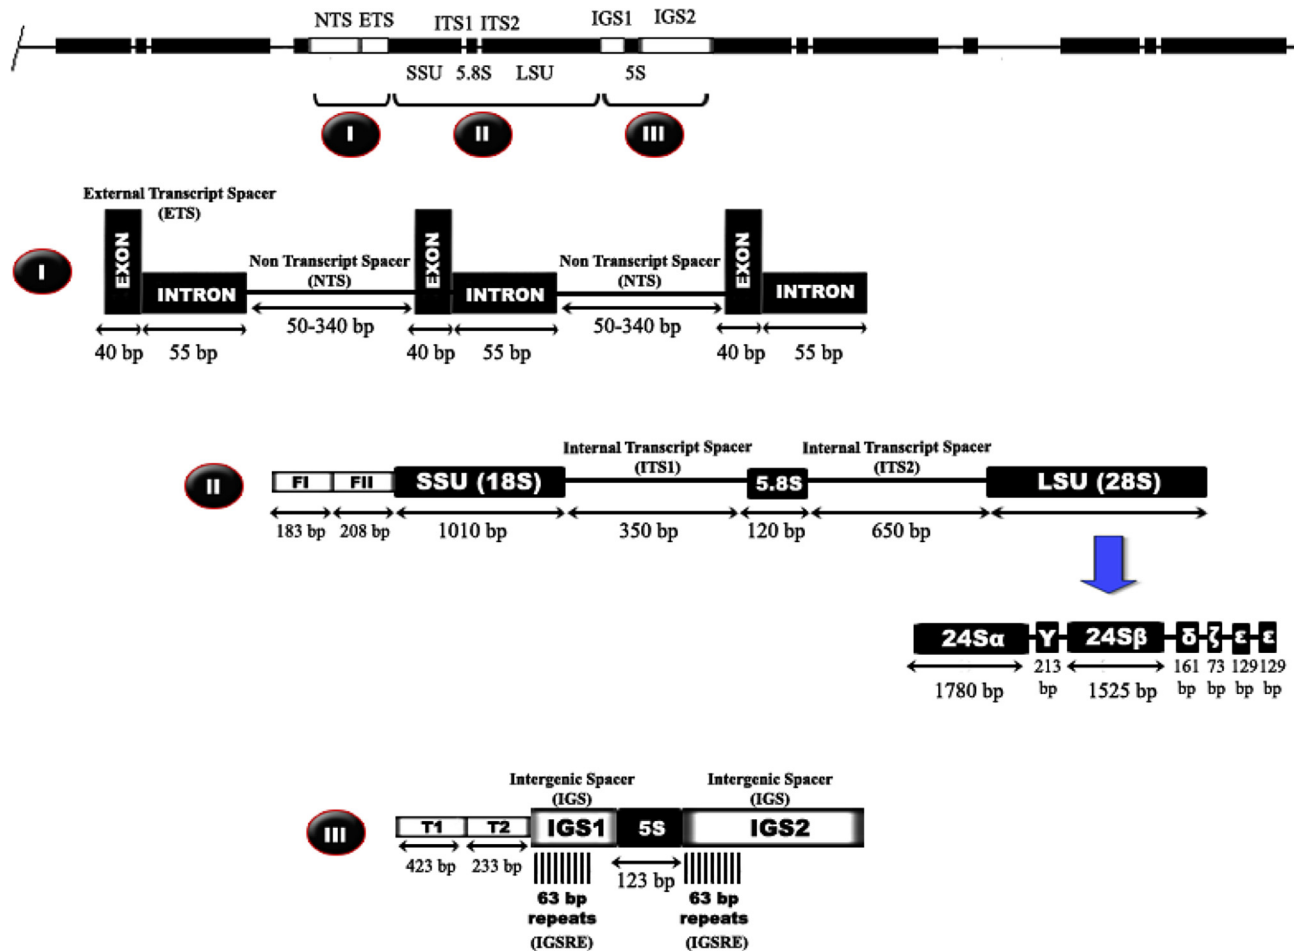 NTS ETS ITS1 ITS2 IGS1 IGS2
SSU 5.8S LSU 5S
I II III
External Transcript Spacer
(ETS)
I
EXON INTRON
Non Transcript Spacer
(NTS)
EXON INTRON
Non Transcript Spacer
(NTS)
EXON INTRON
50-340 bp 50-340 bp
40 bp 55 bp 40 bp 55 bp 40 bp 55 bp
Internal Transcript Spacer
(ITS1)
Internal Transcript Spacer
(ITS2)
II
FI FII SSU (18S) 5.8S LSU (28S)
183 bp 208 bp 1010 bp 350 bp 120 bp 650 bp
24Sα γ 24Sβ δ ζ ε ε
1780 bp 213 bp 1525 bp 161 bp 73 bp 129 bp 129 bp
Intergenic Spacer
(IGS)
Intergenic Spacer
(IGS)
III
T1 T2 IGS1 5S IGS2
423 bp 233 bp 123 bp
63 bp
repeats
(IGSRE)
63 bp
repeats
(IGSRE)